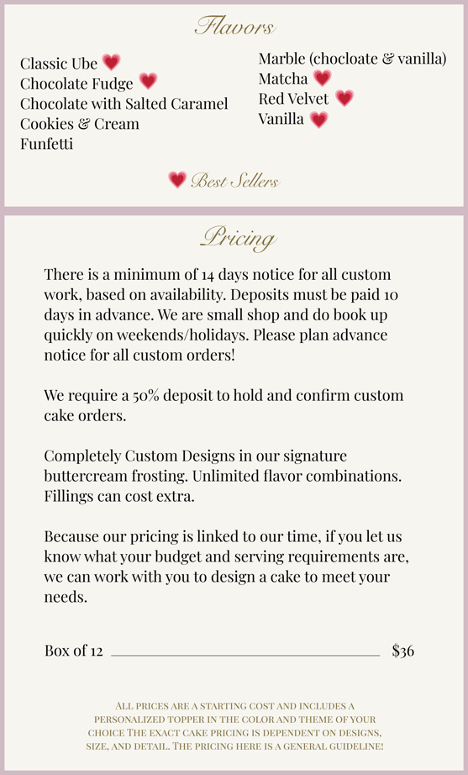 Flavors
Classic Ube
Chocolate Fudge
Chocolate with Salted Caramel
Cookies & Cream
Funfetti
Marble (chocloate & vanilla)
Matcha
Red Velvet
Vanilla
Best Sellers
Pricing
There is a minimum of 14 days notice for all custom
work, based on availability. Deposits must be paid 10
days in advance. We are small shop and do book up
quickly on weekends/holidays. Please plan advance
notice for all custom orders!
We require a 50% deposit to hold and confirm custom
cake orders.
Completely Custom Designs in our signature
buttercream frosting. Unlimited flavor combinations.
Fillings can cost extra.
Because our pricing is linked to our time, if you let us
know what your budget and serving requirements are,
we can work with you to design a cake to meet your
needs.
Box of 12 $36
All prices are a starting cost and includes a
personalized topper in the color and theme of your
choice The exact cake pricing is dependent on designs,
size, and detail. The pricing here is a general guideline!